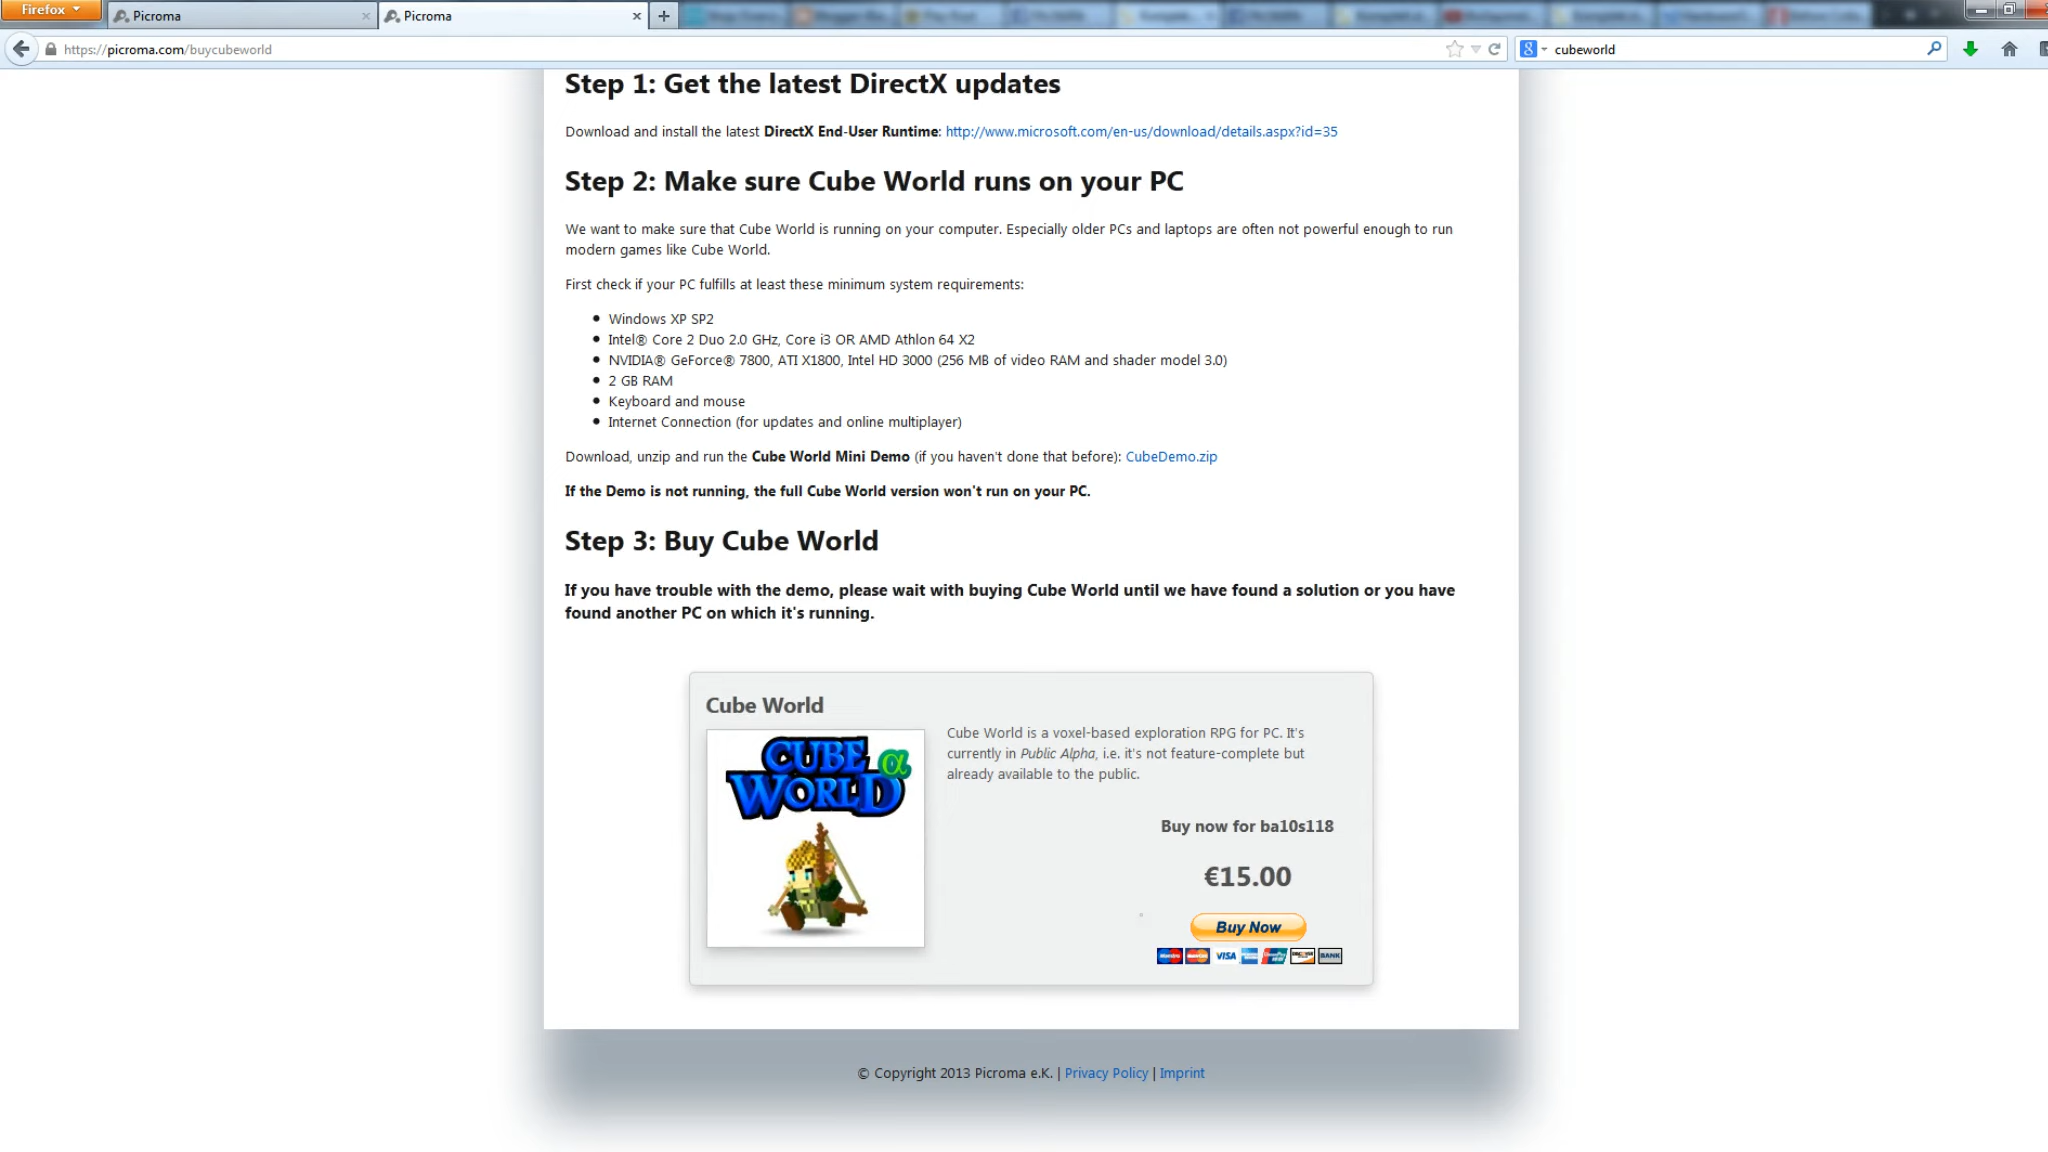 Firefox
Picroma
Picroma
https://picroma.com/buycubeworld
cubeworld
Step 1: Get the latest DirectX updates
Download and install the latest DirectX End-User Runtime: http://www.microsoft.com/en-us/download/details.aspx?id=35
Step 2: Make sure Cube World runs on your PC
We want to make sure that Cube World is running on your computer. Especially older PCs and laptops are often not powerful enough to run
modern games like Cube World.
First check if your PC fulfills at least these minimum system requirements:
Windows XP SP2
Intel® Core 2 Duo 2.0 GHz, Core i3 OR AMD Athlon 64 X2
NVIDIA® GeForce® 7800, ATI X1800, Intel HD 3000 (256 MB of video RAM and shader model 3.0)
2 GB RAM
Keyboard and mouse
Internet Connection (for updates and online multiplayer)
Download, unzip and run the Cube World Mini Demo (if you haven't done that before): CubeDemo.zip
If the Demo is not running, the full Cube World version won't run on your PC.
Step 3: Buy Cube World
If you have trouble with the demo, please wait with buying Cube World until we have found a solution or you have
found another PC on which it's running.
Cube World
CUBE α
WORLD
Cube World is a voxel-based exploration RPG for PC. It's
currently in Public Alpha, i.e. it's not feature-complete but
already available to the public.
Buy now for ba10s118
€15.00
Buy Now
VISA
BANK
© Copyright 2013 Picroma e.K. | Privacy Policy | Imprint